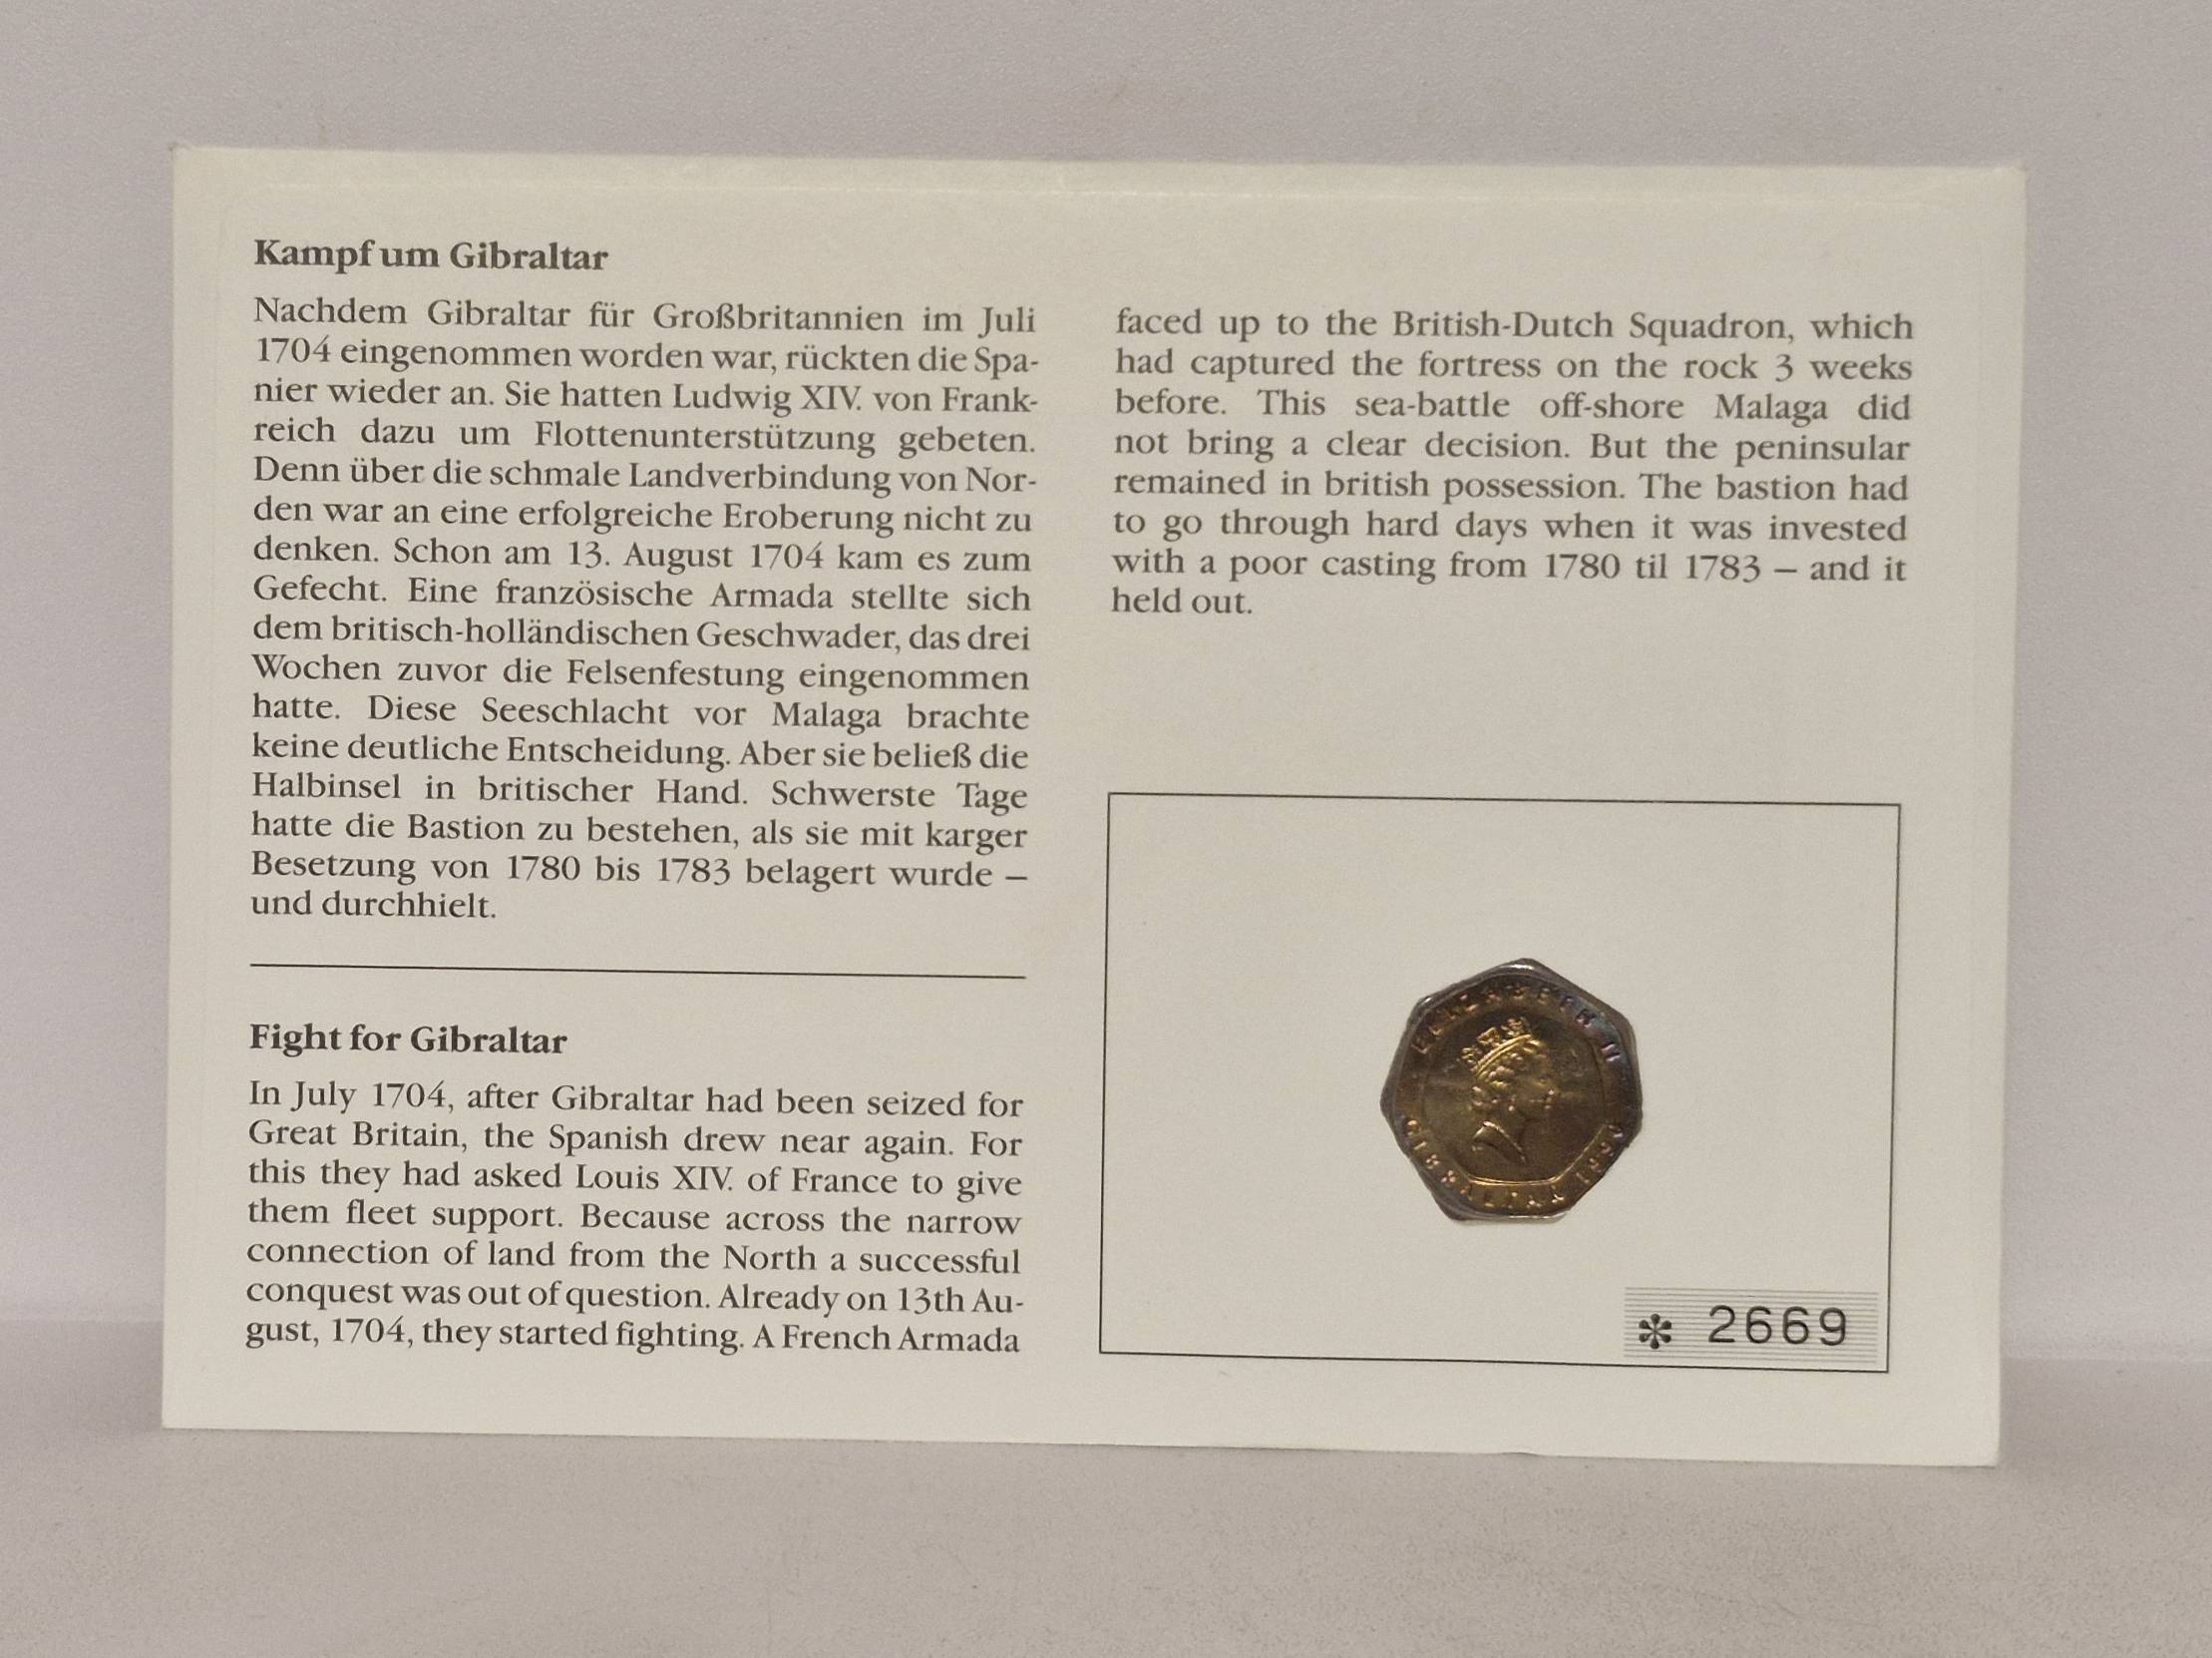 Kampf um Gibraltar
Nachdem Gibraltar für Großbritannien im Juli
1704 eingenommen worden war, rückten die Spa-
nier wieder an. Sie hatten Ludwig XIV. von Frank-
reich dazu um Flottenunterstützung gebeten.
Denn über die schmale Landverbindung von Nor-
den war an eine erfolgreiche Eroberung nicht zu
denken. Schon am 13. August 1704 kam es zum
Gefecht. Eine französische Armada stellte sich
dem britisch-holländischen Geschwader, das drei
Wochen zuvor die Felsenfestung eingenommen
hatte. Diese Seeschlacht vor Malaga brachte
keine deutliche Entscheidung. Aber sie beließ die
Halbinsel in britischer Hand. Schwerste Tage
hatte die Bastion zu bestehen, als sie mit karger
Besetzung von 1780 bis 1783 belagert wurde –
und durchhielt.
Fight for Gibraltar
In July 1704, after Gibraltar had been seized for
Great Britain, the Spanish drew near again. For
this they had asked Louis XIV. of France to give
them fleet support. Because across the narrow
connection of land from the North a successful
conquest was out of question. Already on 13th Au-
gust, 1704, they started fighting. A French Armada
faced up to the British-Dutch Squadron, which
had captured the fortress on the rock 3 weeks
before. This sea-battle off-shore Malaga did
not bring a clear decision. But the peninsular
remained in british possession. The bastion had
to go through hard days when it was invested
with a poor casting from 1780 til 1783 – and it
held out.
ELIZABETH II
GIBRALTAR
* 2669